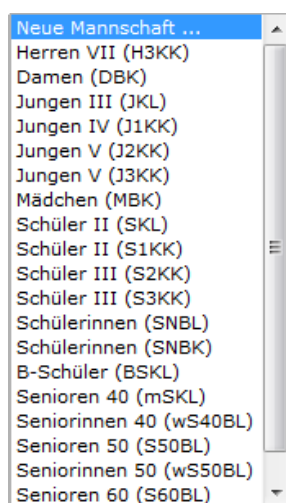 Neue Mannschaft ...
Herren VII (H3KK)
Damen (DBK)
Jungen III (JKL)
Jungen IV (J1KK)
Jungen V (J2KK)
Jungen V (J3KK)
Mädchen (MBK)
Schüler II (SKL)
Schüler II (S1KK)
Schüler III (S2KK)
Schüler III (S3KK)
Schülerinnen (SNBL)
Schülerinnen (SNBK)
B-Schüler (BSKL)
Senioren 40 (mSKL)
Seniorinnen 40 (wS40BL)
Senioren 50 (S50BL)
Seniorinnen 50 (wS50BL)
Senioren 60 (S60BL)